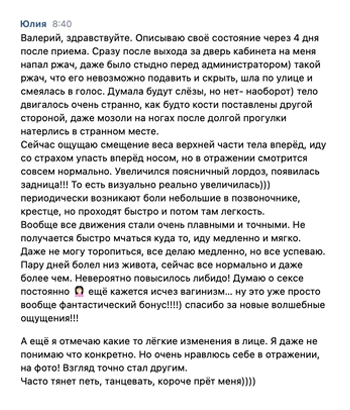 Юлия 8:40
Валерий, здравствуйте. Описываю своё состояние через 4 дня
после приема. Сразу после выхода за дверь кабинета на меня
напал ржач, даже было стыдно перед администратором) такой
ржач, что его невозможно подавить и скрыть, шла по улице и
смеялась в голос. Думала будут слёзы, но нет- наоборот) тело
двигалось очень странно, как будто кости поставлены другой
стороной, даже мозоли на ногах после долгой прогулки
натерлись в странном месте.
Сейчас ощущаю смещение веса верхней части тела вперёд, иду
со страхом упасть вперёд носом, но в отражении смотрится
совсем нормально. Увеличился поясничный лордоз, появилась
задница!!! То есть визуально реально увеличилась)))
периодически возникают боли небольшие в позвоночнике,
крестце, но проходят быстро и потом там легкость.
Вообще все движения стали очень плавными и точными. Не
получается быстро мчаться куда то, иду медленно и мягко.
Даже не могу торопиться, все делаю медленно, но все успеваю.
Пару дней болел низ живота, сейчас все нормально и даже
более чем. Невероятно повысилось либидо! Думаю о сексе
постоянно 🤦🏻‍♀️ ещё кажется исчез вагинизм... ну это уже просто
вообще фантастический бонус!!!!) спасибо за новые волшебные
ощущения!!!
А ещё я отмечаю какие то лёгкие изменения в лице. Я даже не
понимаю что конкретно. Но очень нравлюсь себе в отражении,
на фото! Взгляд точно стал другим.
Часто тянет петь, танцевать, короче прёт меня))))